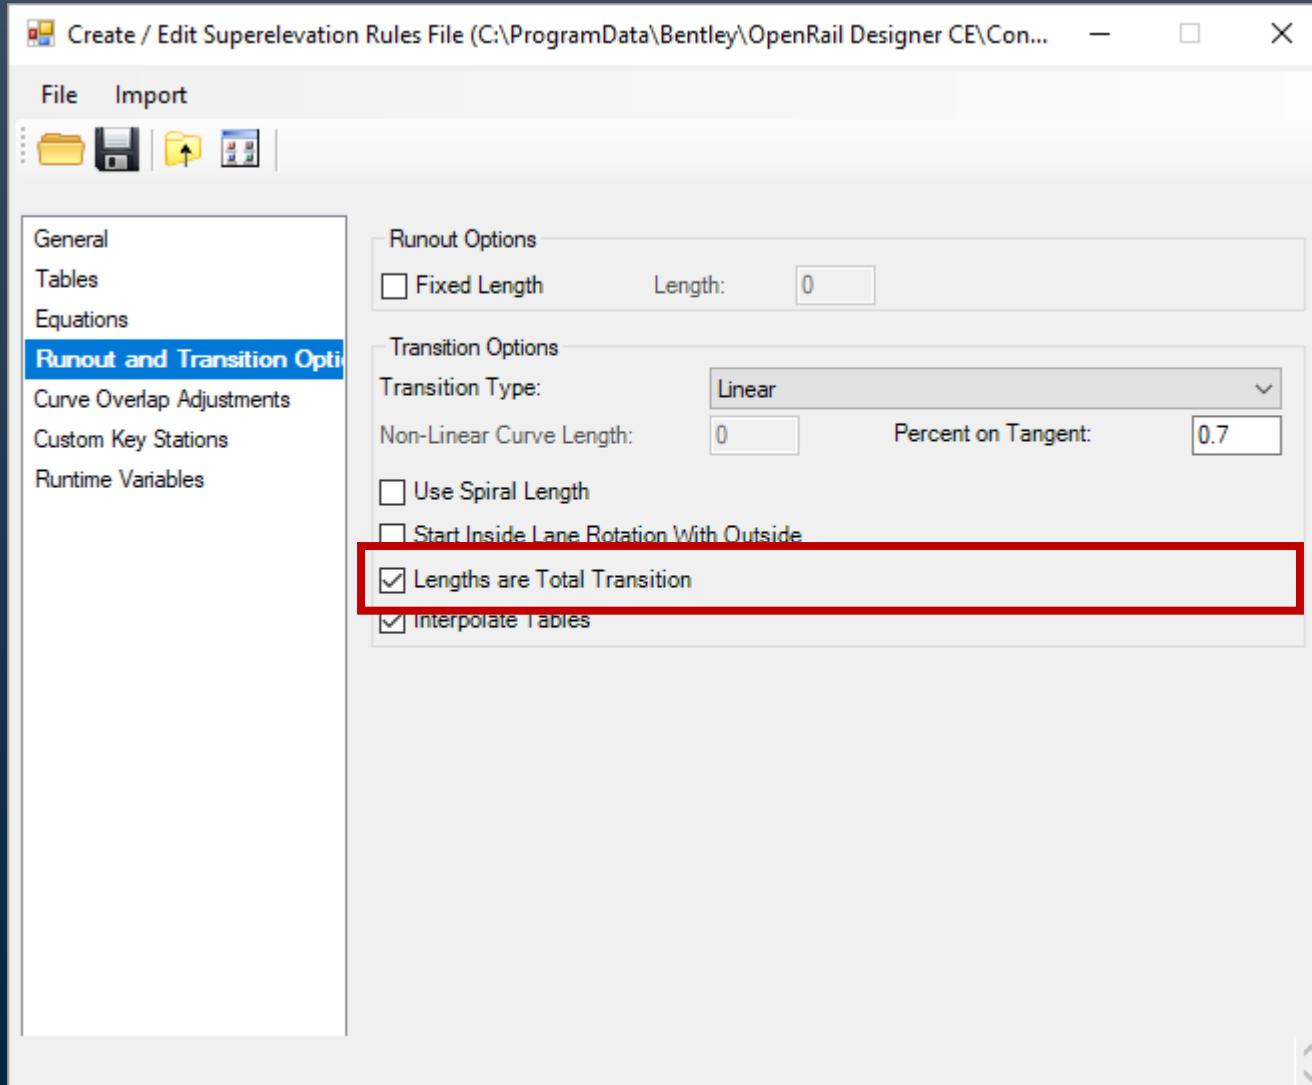 Create / Edit Superelevation Rules File (C:\ProgramData\Bentley\OpenRail Designer CE\Con...
File Import
General
Tables
Equations
Runout and Transition Opti
Curve Overlap Adjustments
Custom Key Stations
Runtime Variables
Runout Options
Fixed Length Length: 0
Transition Options
Transition Type: Linear
Non-Linear Curve Length: 0 Percent on Tangent: 0.7
Use Spiral Length
Start Inside Lane Rotation With Outside
Lengths are Total Transition
Interpolate Tables